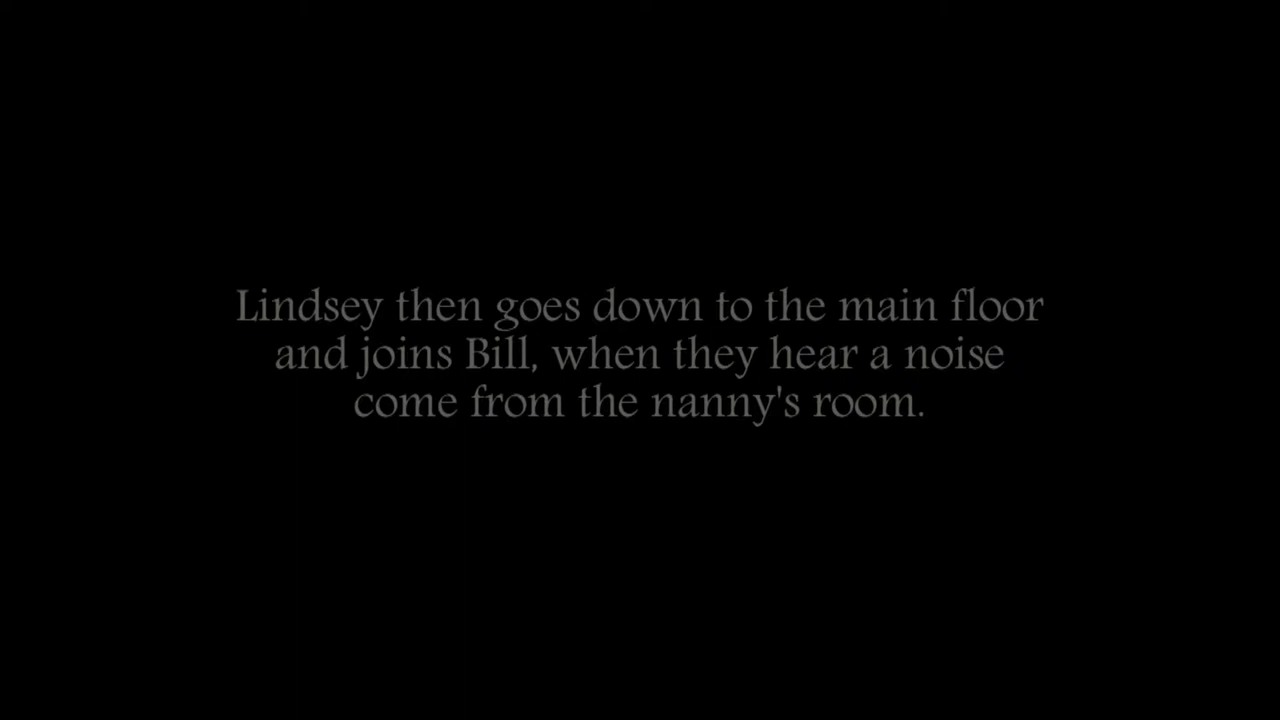 Lindsey then goes down to the main floor
and joins Bill, when they hear a noise
come from the nanny's room.